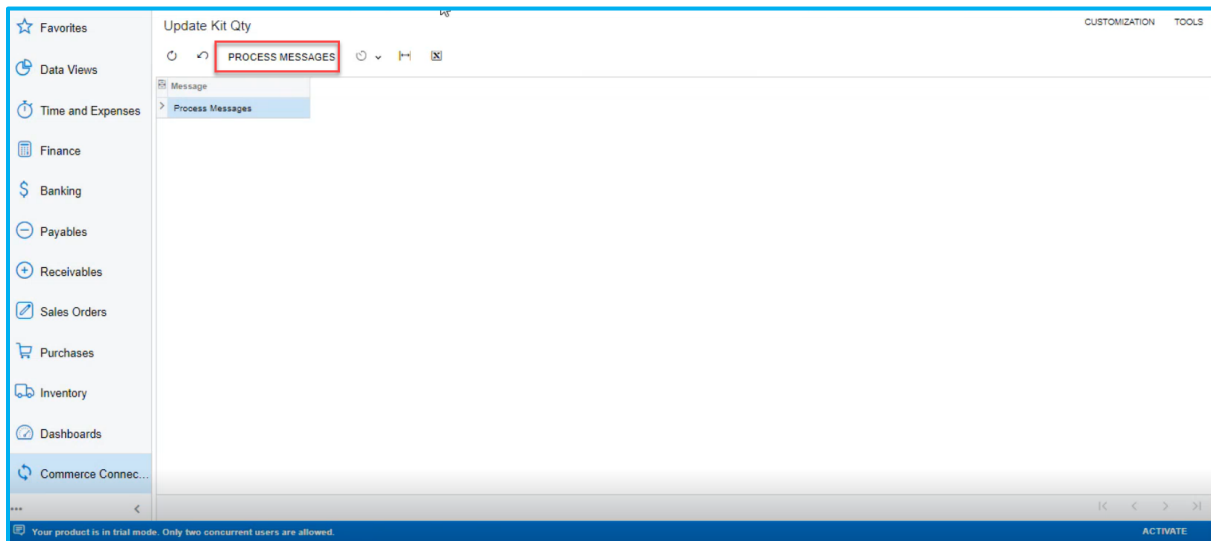 Favorites
Data Views
Time and Expenses
Finance
Banking
Payables
Receivables
Sales Orders
Purchases
Inventory
Dashboards
Commerce Connec...
Update Kit Qty
CUSTOMIZATION TOOLS
PROCESS MESSAGES
Message
Process Messages
Your product is in trial mode. Only two concurrent users are allowed.
ACTIVATE